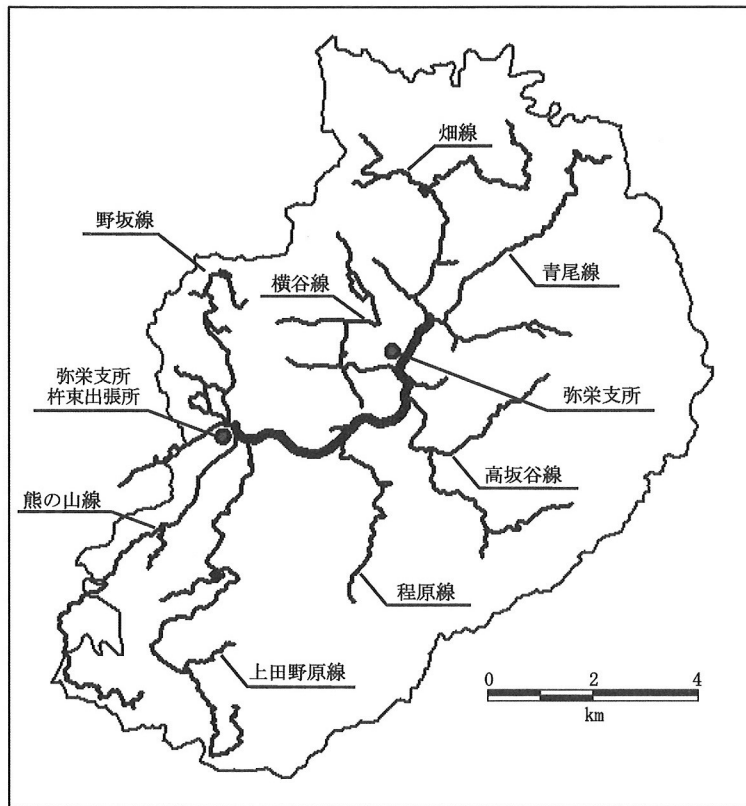 畑線
野坂線
青尾線
横谷線
弥栄支所
杵束出張所
弥栄支所
高坂谷線
熊の山線
程原線
上田野原線
0 2 4
km